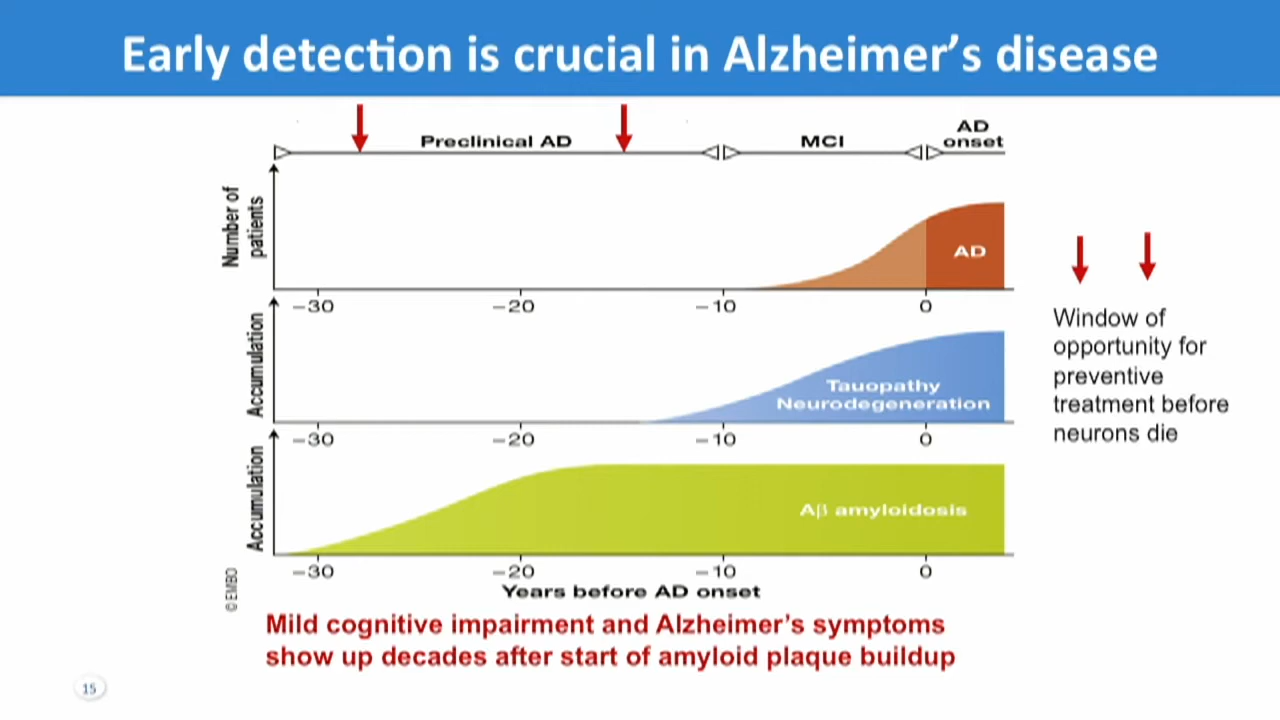 Early detection is crucial in Alzheimer's disease
Preclinical AD
MCI
AD
onset
Number of
patients
AD
−30
−20
−10
0
Accumulation
Tauopathy
Neurodegeneration
−30
−20
−10
0
Accumulation
Aβ amyloidosis
−30
−20
−10
0
Years before AD onset
© EMBO
Window of
opportunity for
preventive
treatment before
neurons die
Mild cognitive impairment and Alzheimer's symptoms
show up decades after start of amyloid plaque buildup
15